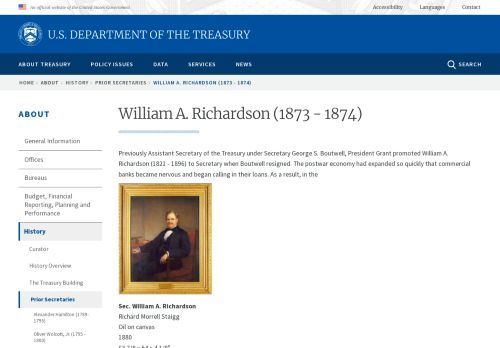 An official website of the United States Government
Accessibility Languages Contact
U.S. DEPARTMENT OF THE TREASURY
ABOUT TREASURY POLICY ISSUES DATA SERVICES NEWS SEARCH
HOME › ABOUT › HISTORY › PRIOR SECRETARIES › WILLIAM A. RICHARDSON (1873 - 1874)
ABOUT
General Information
Offices
Bureaus
Budget, Financial
Reporting, Planning and
Performance
History
Curator
History Overview
The Treasury Building
Prior Secretaries
Alexander Hamilton (1789 -
1795)
Oliver Wolcott, Jr. (1795 -
1800)
William A. Richardson (1873 - 1874)
Previously Assistant Secretary of the Treasury under Secretary George S. Boutwell, President Grant promoted William A.
Richardson (1821 - 1896) to Secretary when Boutwell resigned. The postwar economy had expanded so quickly that commercial
banks became nervous and began calling in their loans. As a result, in the
Sec. William A. Richardson
Richard Morrell Staigg
Oil on canvas
1880